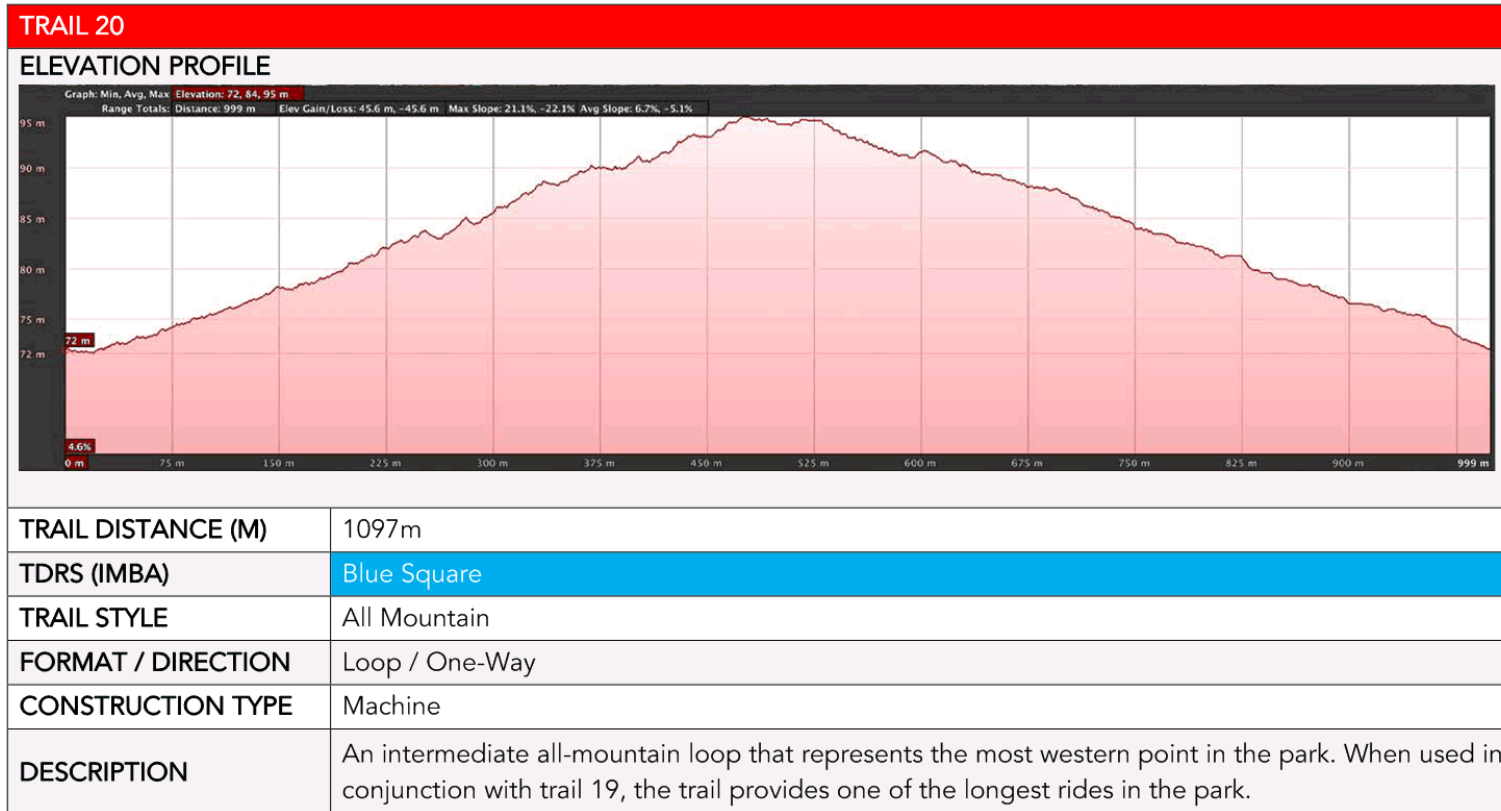 TRAIL 20
ELEVATION PROFILE
Graph: Min, Avg, Max Elevation: 72, 84, 95 m
Range Totals: Distance: 999 m Elev Gain/Loss: 45.6 m, -45.6 m Max Slope: 21.1%, -22.1% Avg Slope: 6.7%, -5.1%
95 m
90 m
85 m
80 m
75 m
72 m
72 m
4.6%
0 m 75 m 150 m 225 m 300 m 375 m 450 m 525 m 600 m 675 m 750 m 825 m 900 m 999 m
TRAIL DISTANCE (M) 1097m
TDRS (IMBA) Blue Square
TRAIL STYLE All Mountain
FORMAT / DIRECTION Loop / One-Way
CONSTRUCTION TYPE Machine
DESCRIPTION An intermediate all-mountain loop that represents the most western point in the park. When used in
conjunction with trail 19, the trail provides one of the longest rides in the park.